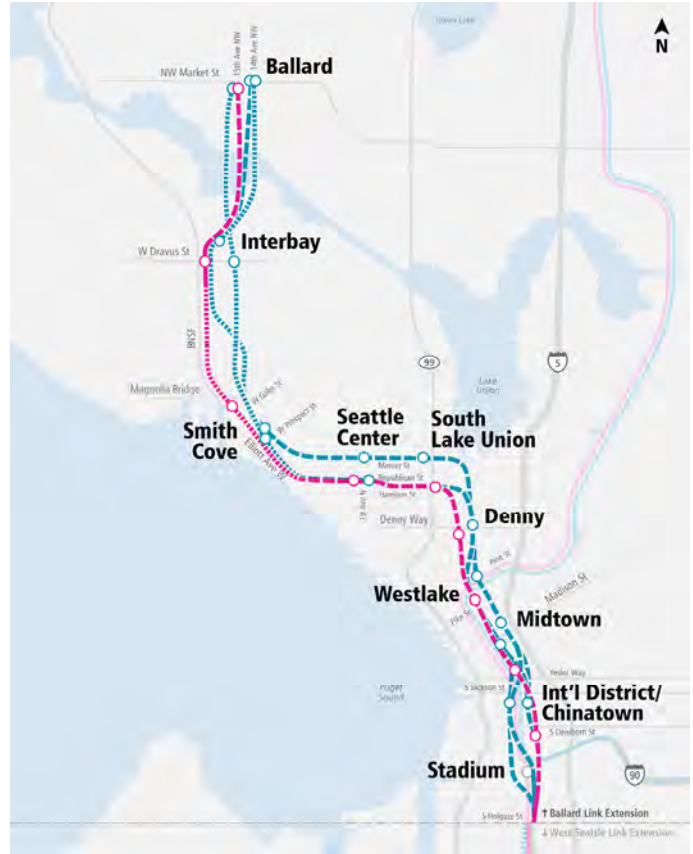 Green Lake
N
15th Ave NW
14th Ave NW
NW Market St
Ballard
W Dravus St
Interbay
BNSF
99
5
Lake
Union
Magnolia Bridge
W Galer St
W Prospect St
Smith
Cove
Elliott Ave W
Seattle
Center
South
Lake Union
Mercer St
Republican St
Harrison St
Denny Way
Denny
Pine St
Madison St
Westlake
Pike St
Midtown
Puget
Sound
Yesler Way
S Jackson St
Int'l District/
Chinatown
S Dearborn St
Stadium
90
S Holgate St
↑ Ballard Link Extension
↓ West Seattle Link Extension